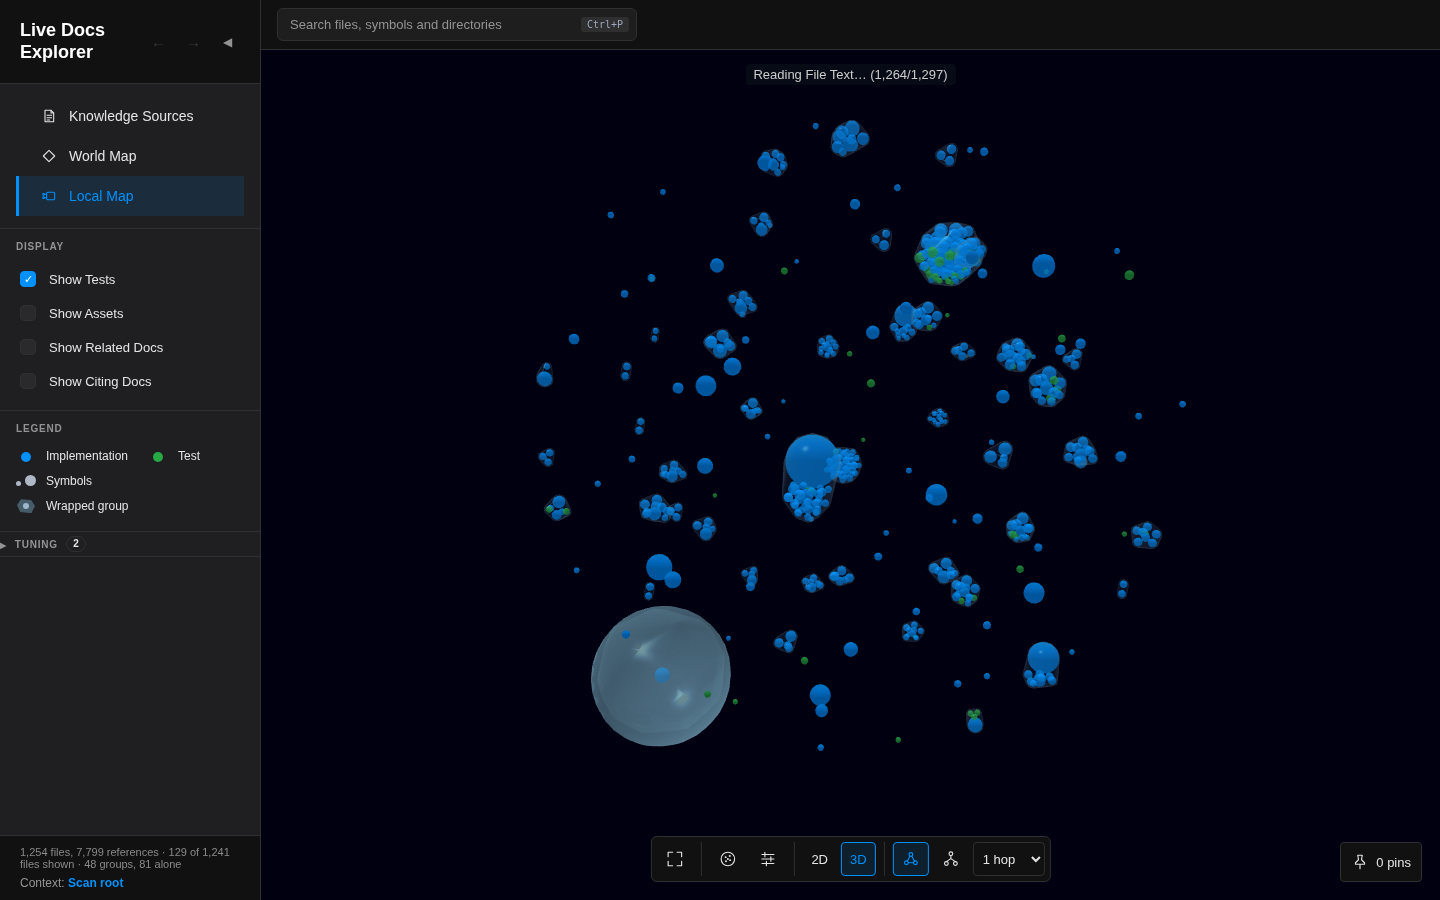 Live Docs
Explorer
Search files, symbols and directories
Ctrl+P
Reading File Text… (1,264/1,297)
Knowledge Sources
World Map
Local Map
DISPLAY
Show Tests
Show Assets
Show Related Docs
Show Citing Docs
LEGEND
Implementation
Test
Symbols
Wrapped group
TUNING 2
1,254 files, 7,799 references · 129 of 1,241
files shown · 48 groups, 81 alone
Context: Scan root
2D
3D
1 hop
0 pins